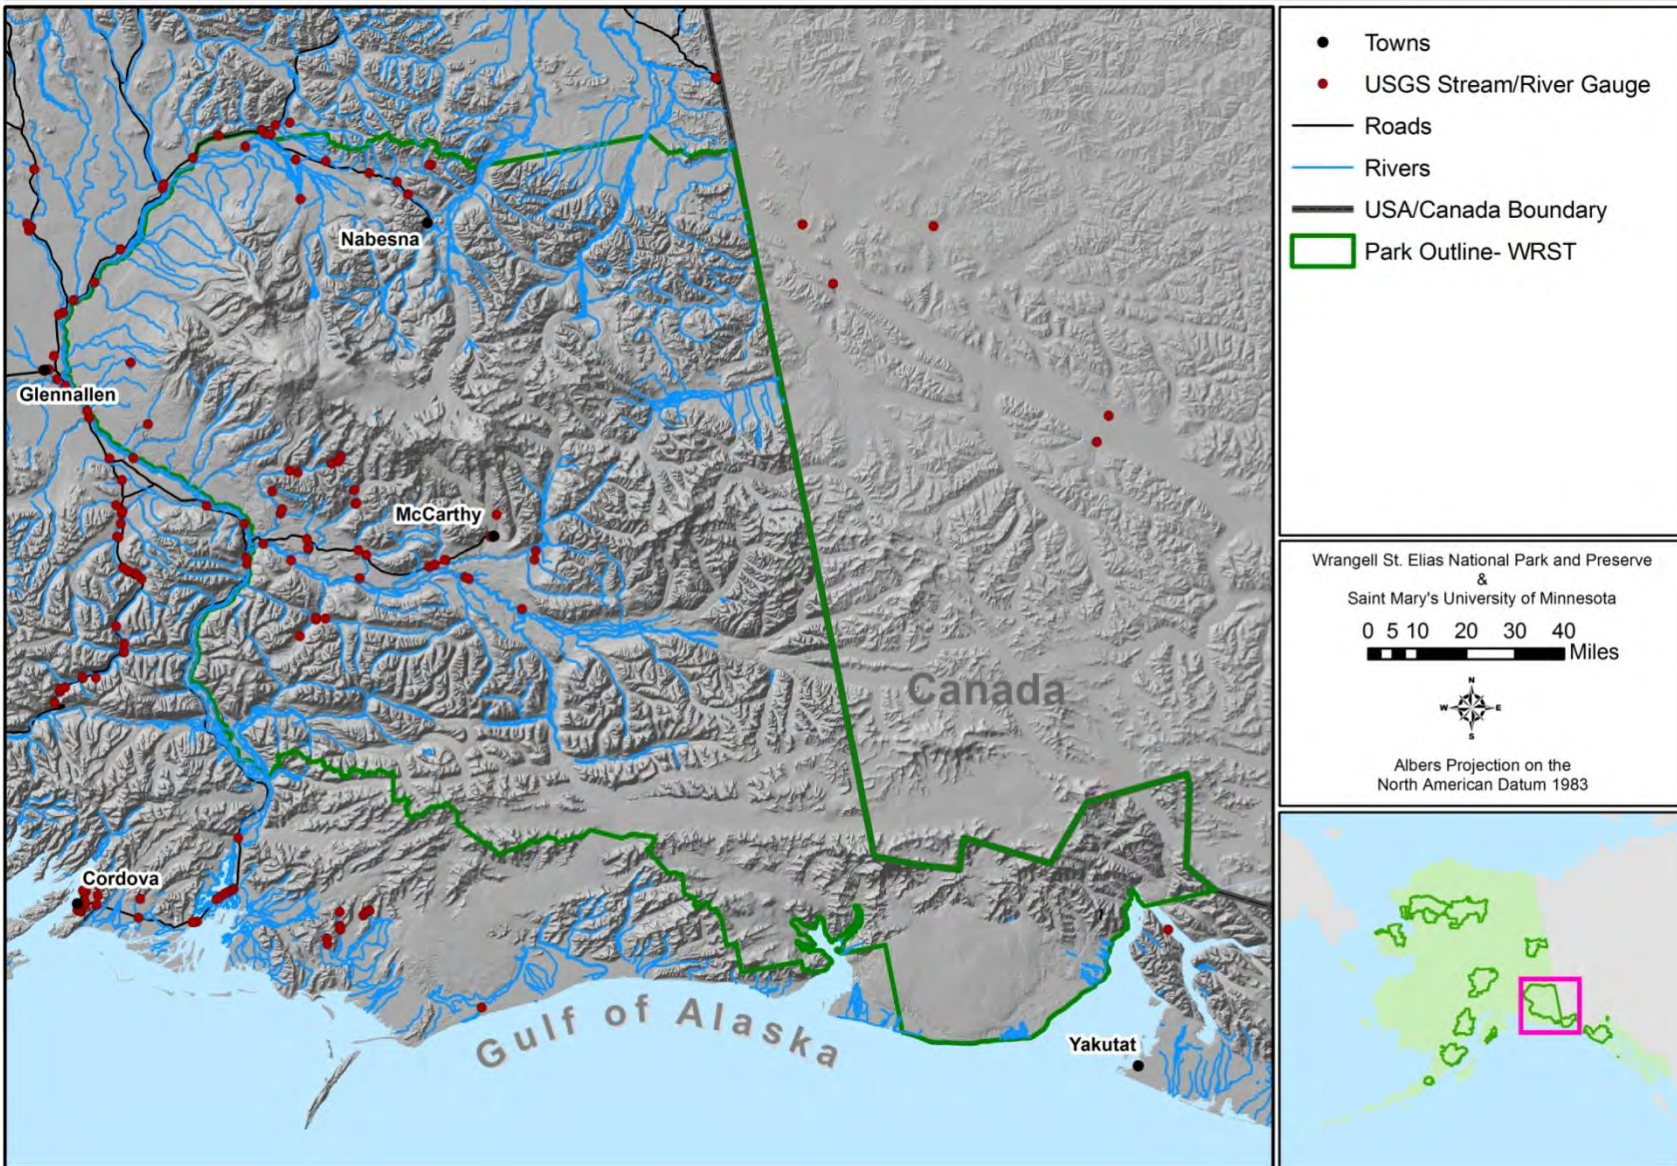 Nabesna
Glennallen
McCarthy
Canada
Cordova
Gulf of Alaska
Yakutat
Towns
USGS Stream/River Gauge
Roads
Rivers
USA/Canada Boundary
Park Outline- WRST
Wrangell St. Elias National Park and Preserve
&
Saint Mary's University of Minnesota
0 5 10 20 30 40
Miles
N
W E
S
Albers Projection on the
North American Datum 1983